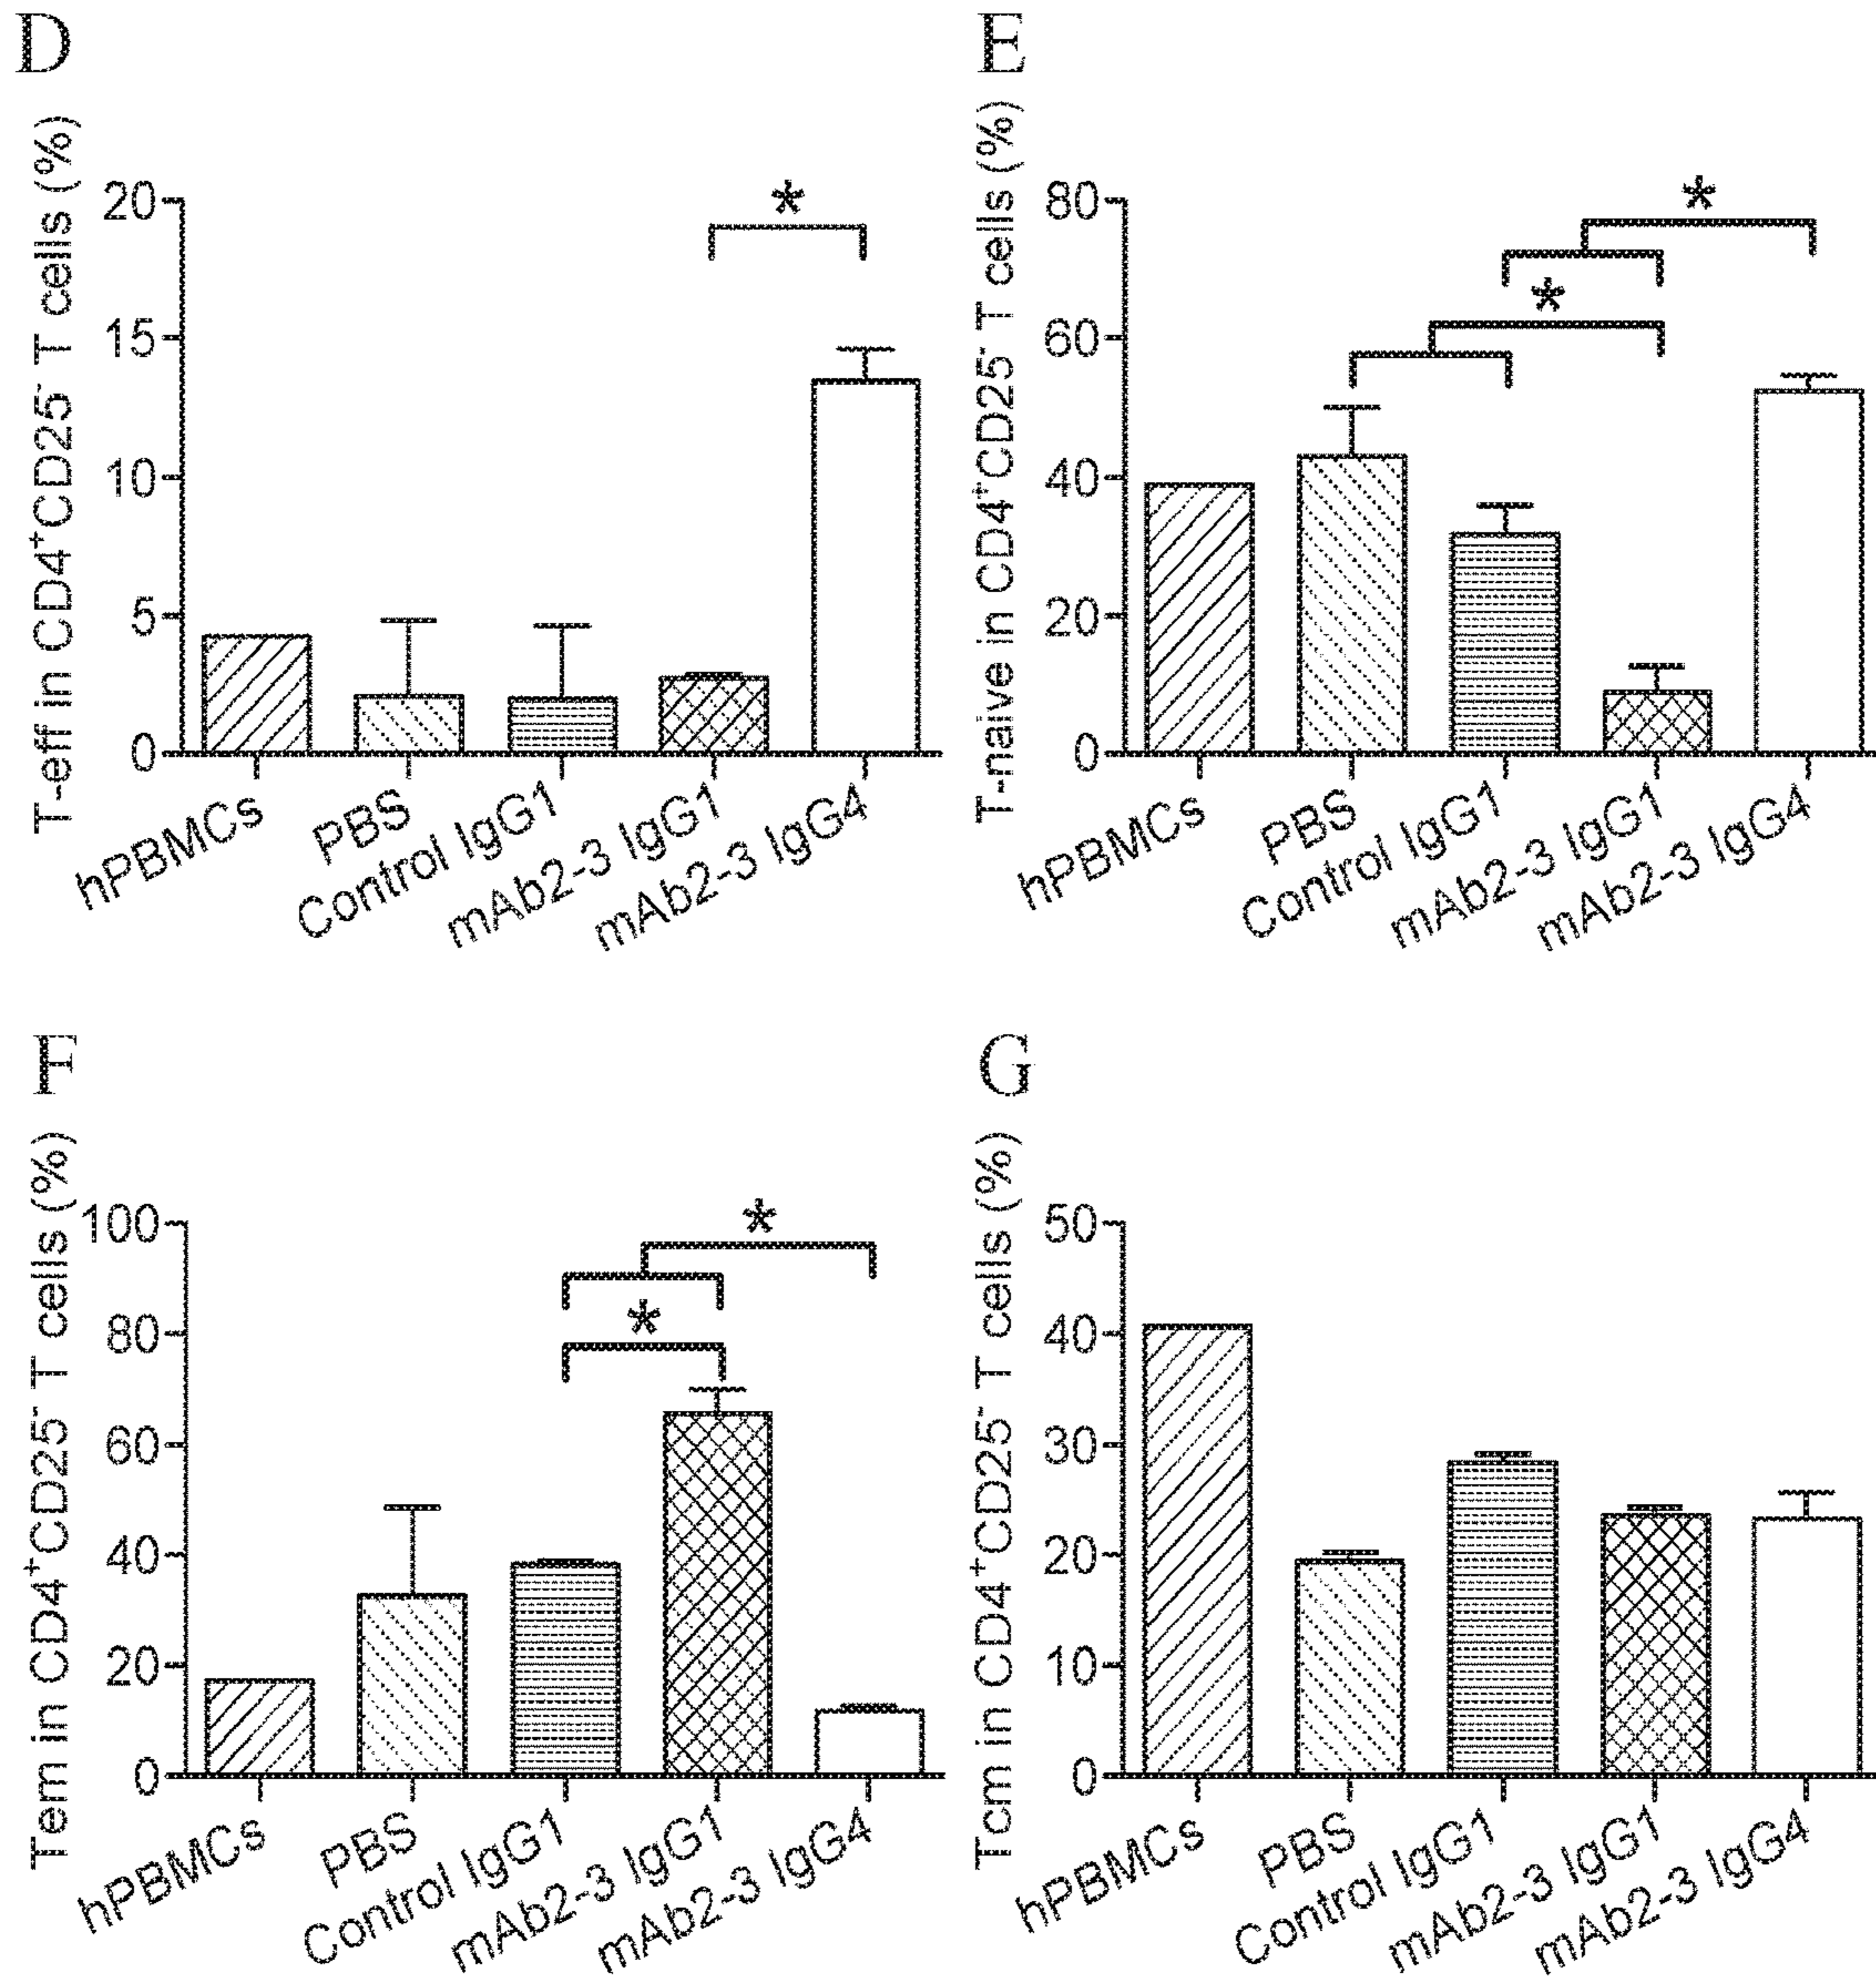 D
T-eff in CD4⁺CD25⁻ T cells (%)
20
15
10
5
0
*
hPBMCs
PBS
Control IgG1
mAb2-3 IgG1
mAb2-3 IgG4
E
T-naive in CD4⁺CD25⁻ T cells (%)
80
60
40
20
0
*
*
hPBMCs
PBS
Control IgG1
mAb2-3 IgG1
mAb2-3 IgG4
F
Tem in CD4⁺CD25⁻ T cells (%)
100
80
60
40
20
0
*
*
hPBMCs
PBS
Control IgG1
mAb2-3 IgG1
mAb2-3 IgG4
G
Tcm in CD4⁺CD25⁻ T cells (%)
50
40
30
20
10
0
hPBMCs
PBS
Control IgG1
mAb2-3 IgG1
mAb2-3 IgG4